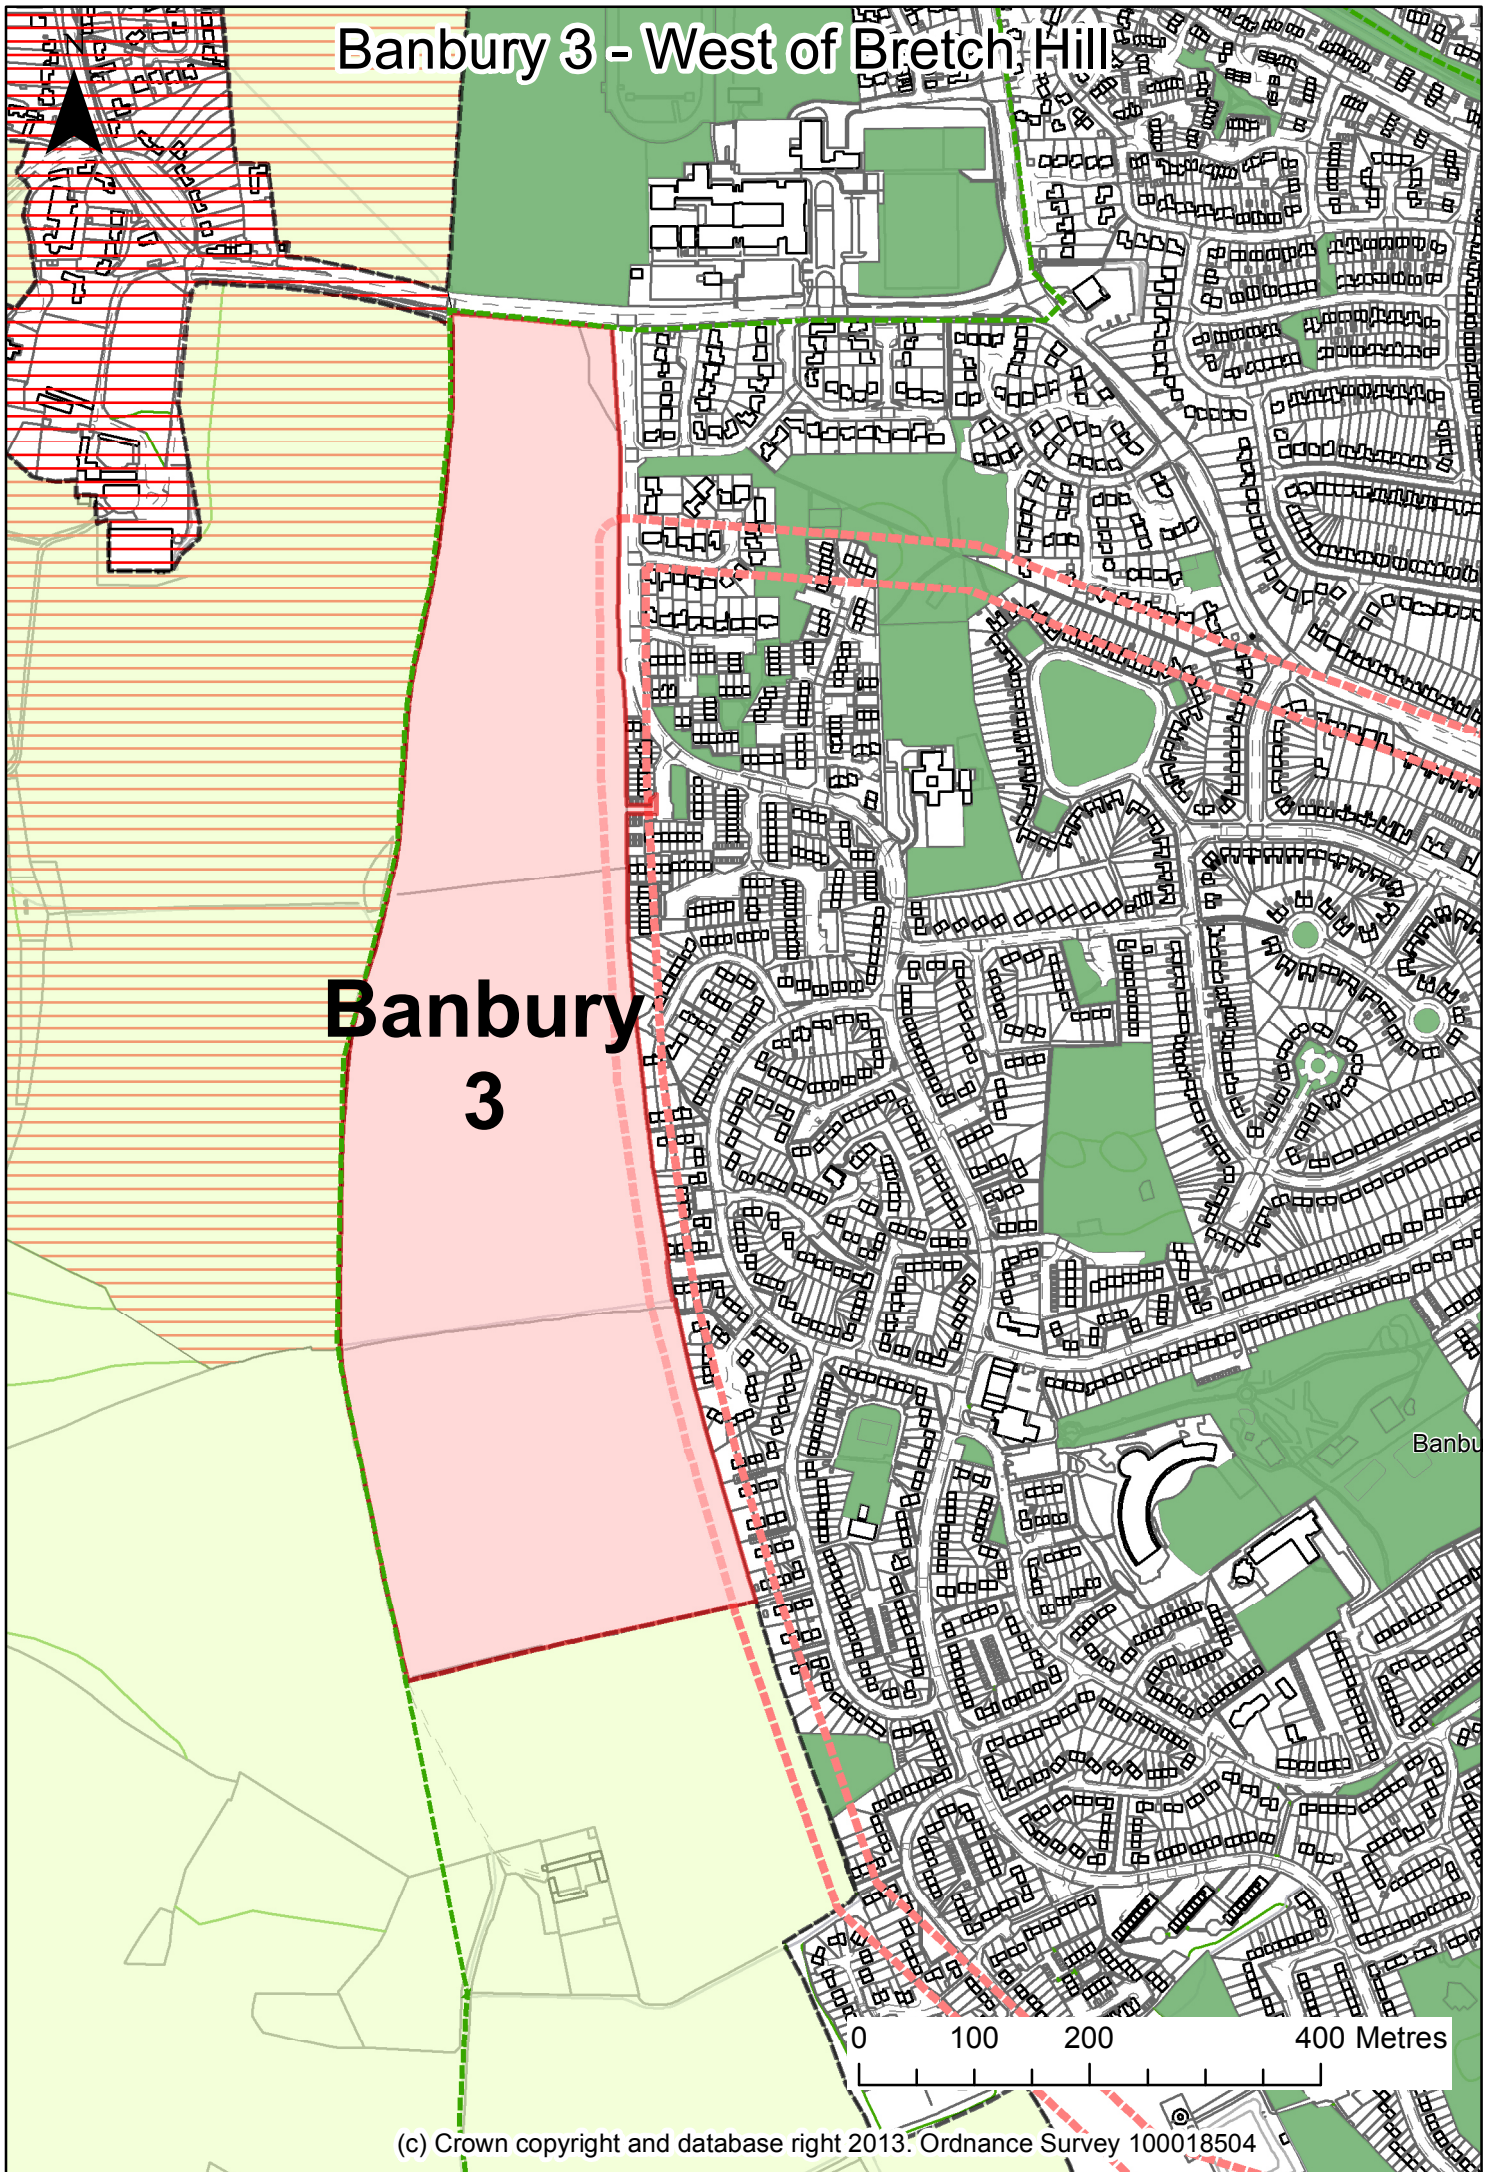 Banbury 3 - West of Bretch Hill
N
Banbury
3
Banbu
0 100 200 400 Metres
(c) Crown copyright and database right 2013. Ordnance Survey 100018504